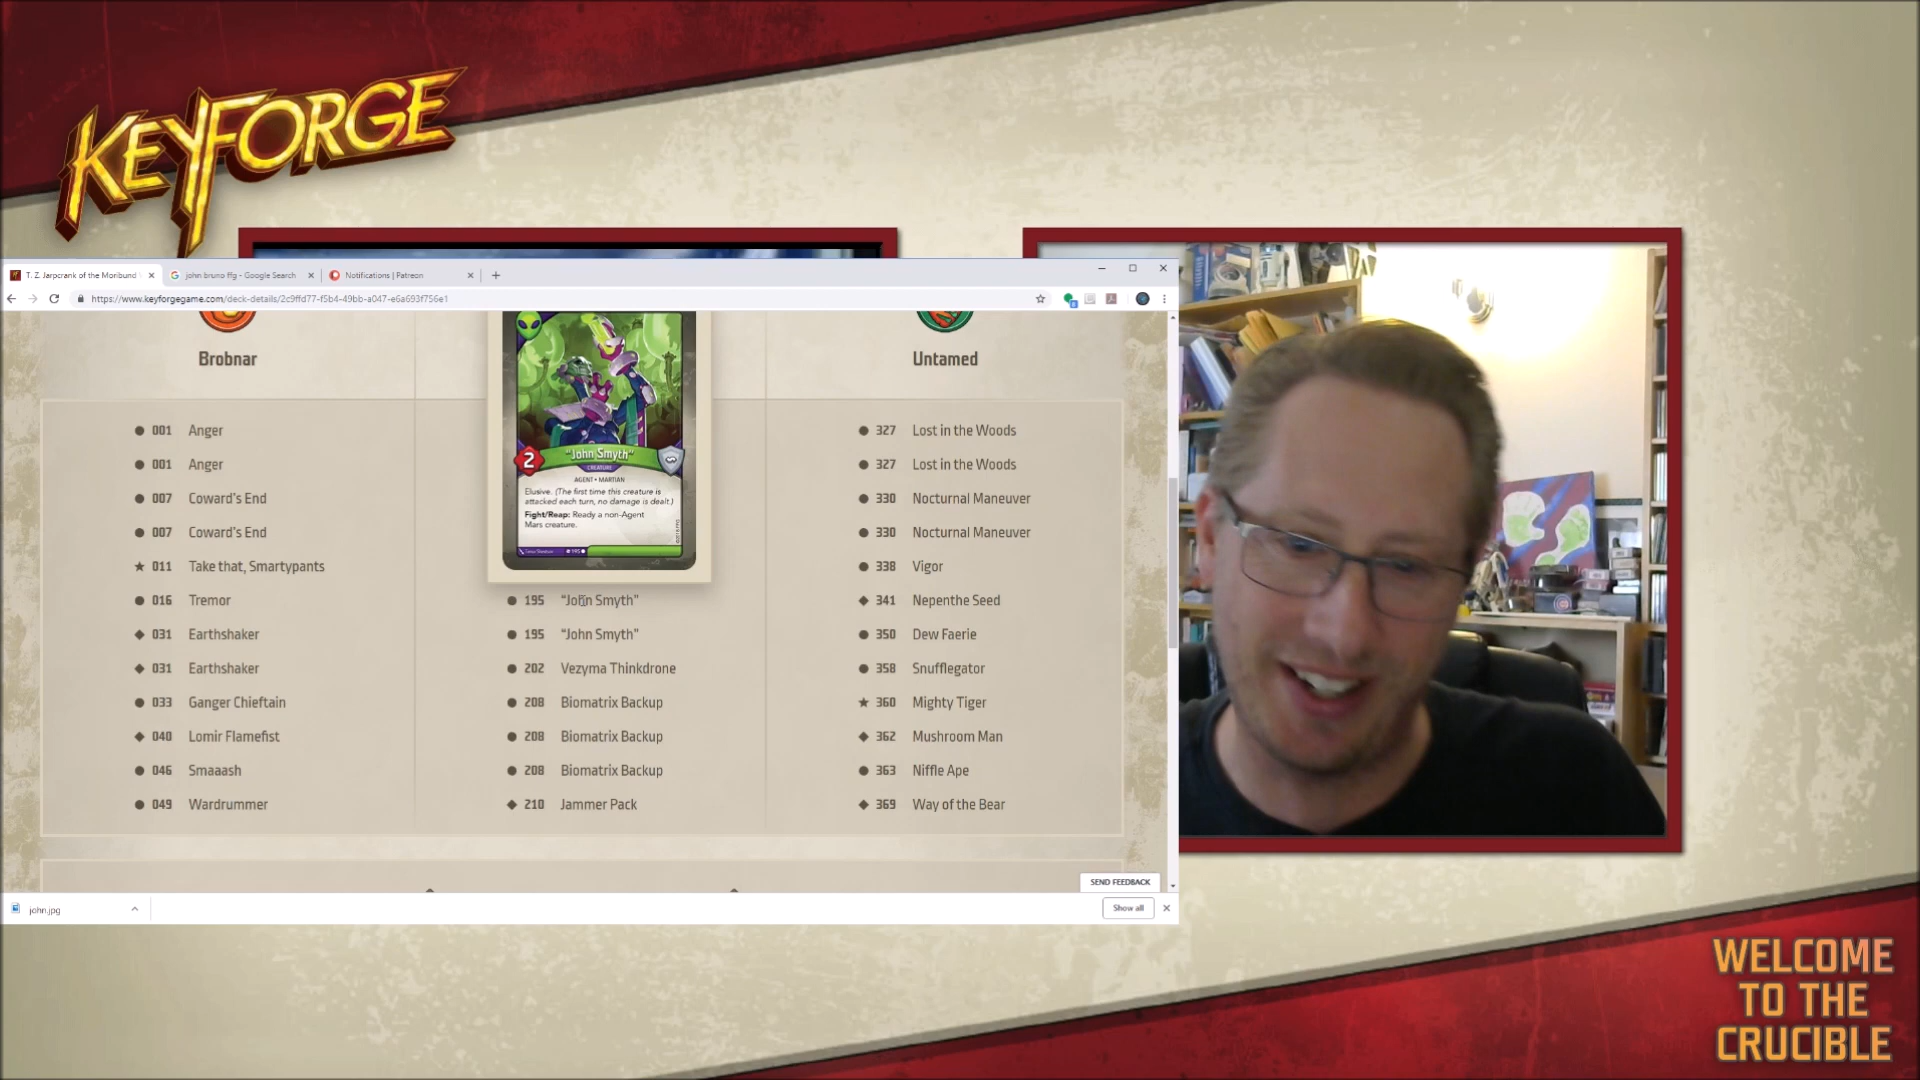 KEYFORGE
T. Z. Jarpcrank of the Moribund
john bruno ffg - Google Search
Notifications | Patreon
https://www.keyforgegame.com/deck-details/2c9ffd77-f5b4-49bb-a047-e6a693f756e1
Brobnar
001 Anger
001 Anger
007 Coward's End
007 Coward's End
011 Take that, Smartypants
016 Tremor
031 Earthshaker
031 Earthshaker
033 Ganger Chieftain
040 Lomir Flamefist
046 Smaaash
049 Wardrummer
2
"John Smyth"
CREATURE
AGENT • MARTIAN
Elusive. (The first time this creature is
attacked each turn, no damage is dealt.)
Fight/Reap: Ready a non-Agent
Mars creature.
195
195 "John Smyth"
195 "John Smyth"
202 Vezyma Thinkdrone
208 Biomatrix Backup
208 Biomatrix Backup
208 Biomatrix Backup
210 Jammer Pack
Untamed
327 Lost in the Woods
327 Lost in the Woods
330 Nocturnal Maneuver
330 Nocturnal Maneuver
338 Vigor
341 Nepenthe Seed
350 Dew Faerie
358 Snufflegator
360 Mighty Tiger
362 Mushroom Man
363 Niffle Ape
369 Way of the Bear
SEND FEEDBACK
john.jpg
Show all
WELCOME
TO THE
CRUCIBLE